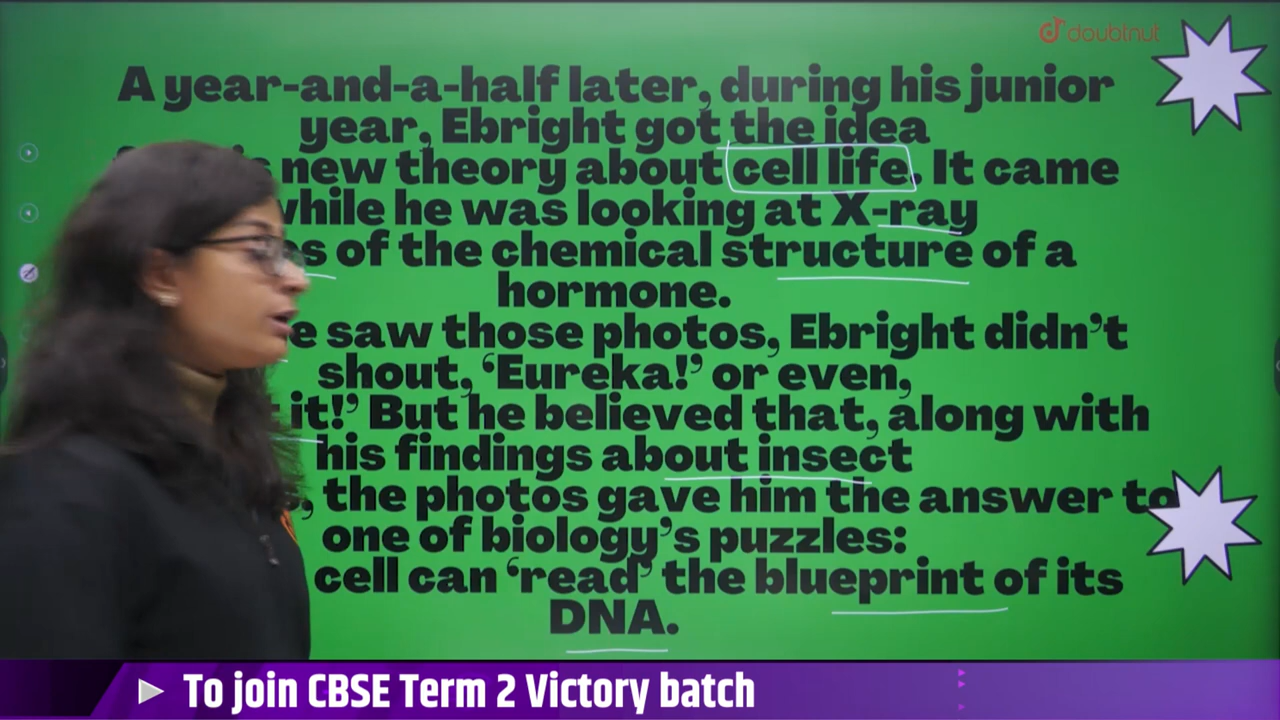 doubtnut
A year-and-a-half later, during his junior
year, Ebright got the idea
new theory about cell life. It came
while he was looking at X-ray
of the chemical structure of a
hormone.
saw those photos, Ebright didn’t
shout, ‘Eureka!’ or even,
it!’ But he believed that, along with
his findings about insect
, the photos gave him the answer to
one of biology’s puzzles:
cell can ‘read’ the blueprint of its
DNA.
To join CBSE Term 2 Victory batch